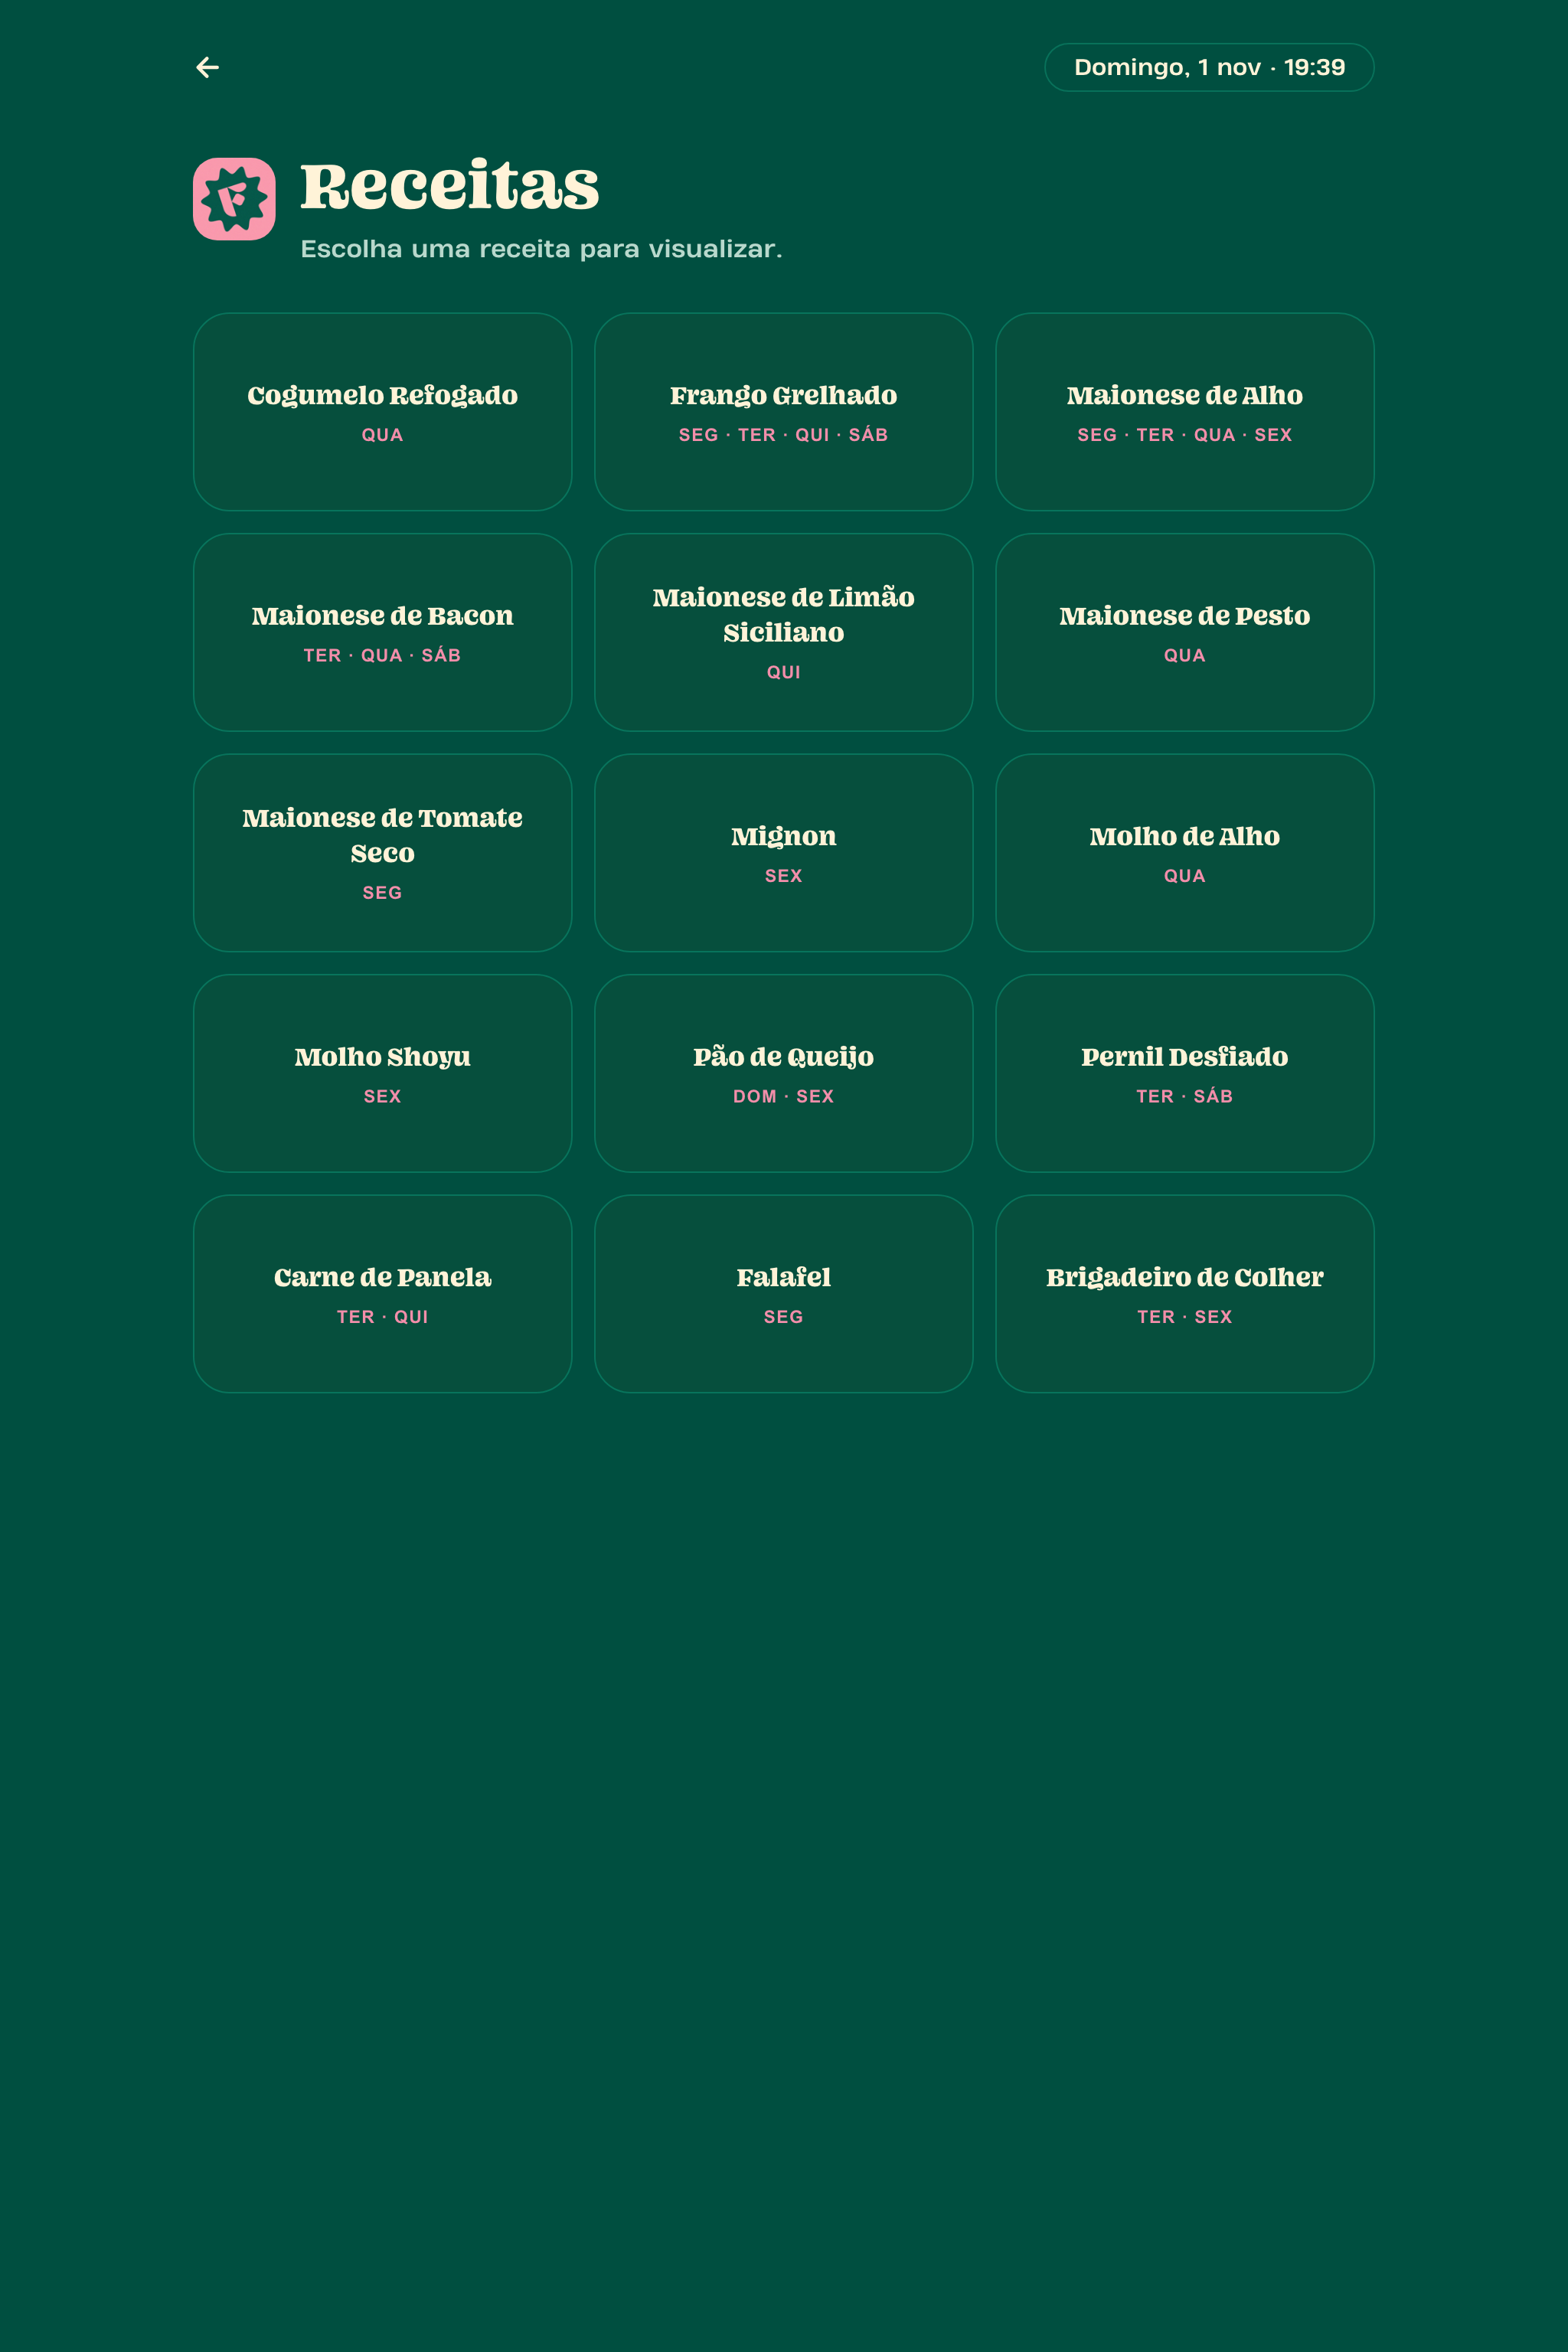 Domingo, 1 nov · 19:39
Receitas
Escolha uma receita para visualizar.
Cogumelo Refogado
QUA
Frango Grelhado
SEG · TER · QUI · SÁB
Maionese de Alho
SEG · TER · QUA · SEX
Maionese de Bacon
TER · QUA · SÁB
Maionese de Limão
Siciliano
QUI
Maionese de Pesto
QUA
Maionese de Tomate
Seco
SEG
Mignon
SEX
Molho de Alho
QUA
Molho Shoyu
SEX
Pão de Queijo
DOM · SEX
Pernil Desfiado
TER · SÁB
Carne de Panela
TER · QUI
Falafel
SEG
Brigadeiro de Colher
TER · SEX